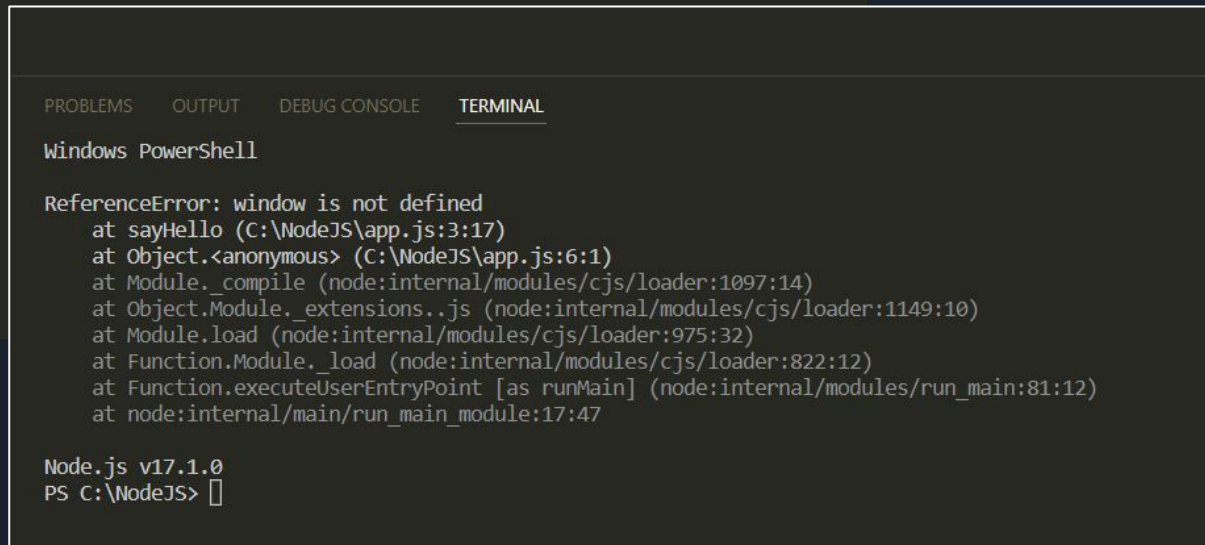 PROBLEMS OUTPUT DEBUG CONSOLE TERMINAL
Windows PowerShell
ReferenceError: window is not defined
at sayHello (C:\NodeJS\app.js:3:17)
at Object.<anonymous> (C:\NodeJS\app.js:6:1)
at Module._compile (node:internal/modules/cjs/loader:1097:14)
at Object.Module._extensions..js (node:internal/modules/cjs/loader:1149:10)
at Module.load (node:internal/modules/cjs/loader:975:32)
at Function.Module._load (node:internal/modules/cjs/loader:822:12)
at Function.executeUserEntryPoint [as runMain] (node:internal/modules/run_main:81:12)
at node:internal/main/run_main_module:17:47
Node.js v17.1.0
PS C:\NodeJS>